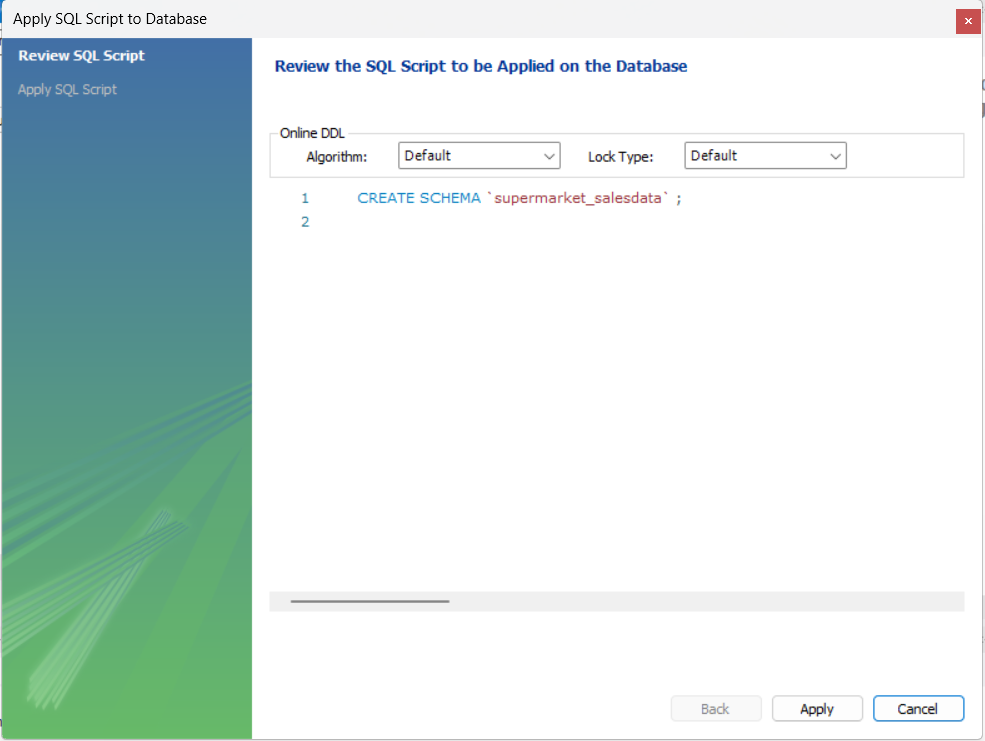 Apply SQL Script to Database
Review SQL Script
Apply SQL Script
Review the SQL Script to be Applied on the Database
Online DDL
Algorithm: Default Lock Type: Default
1 CREATE SCHEMA `supermarket_salesdata` ;
2
Back Apply Cancel